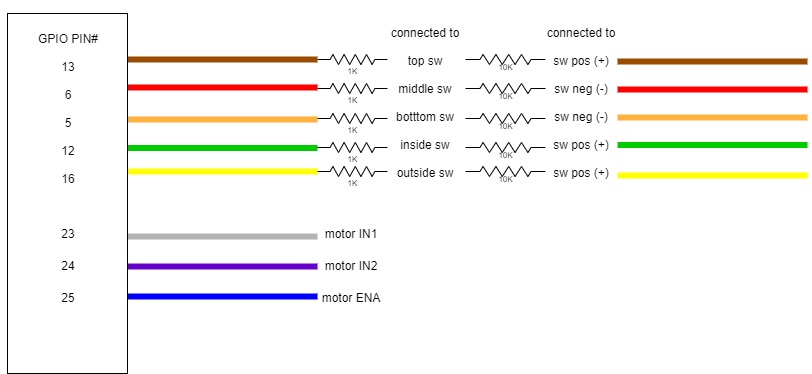 connected to connected to
GPIO PIN#
13 1K top sw 10K sw pos (+)
6 1K middle sw 10K sw neg (-)
5 1K botttom sw 10K sw neg (-)
12 1K inside sw 10K sw pos (+)
16 1K outside sw 10K sw pos (+)
23 motor IN1
24 motor IN2
25 motor ENA